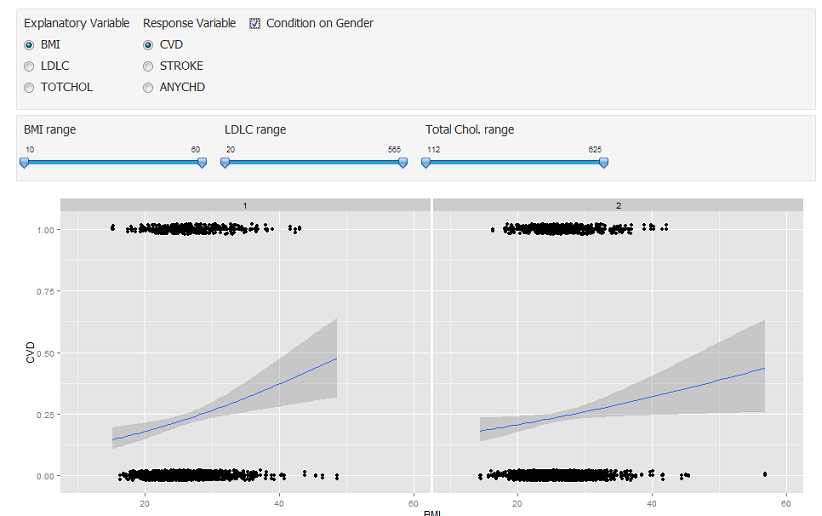 Explanatory Variable Response Variable Condition on Gender
BMI CVD
LDLC STROKE
TOTCHOL ANYCHD
BMI range LDLC range Total Chol. range
10 60 20 565 112 625
1 2
1.00
0.75
CVD
0.50
0.25
0.00
20 40 60 20 40 60
BMI